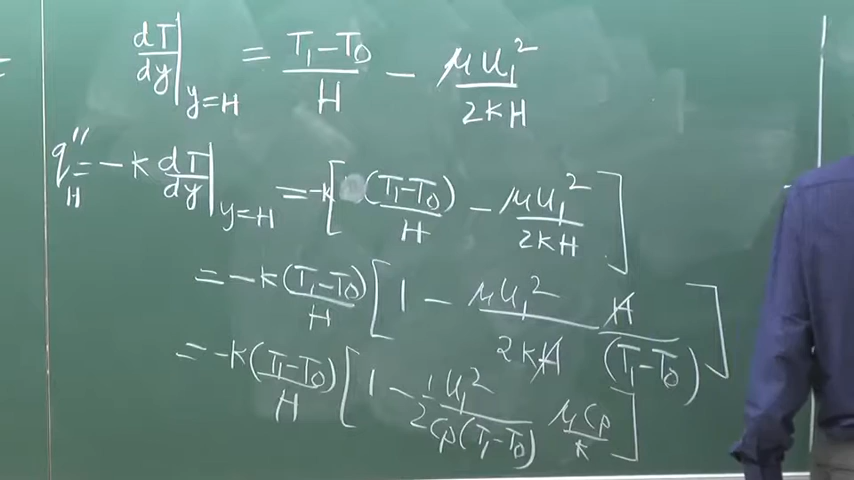 dT/dy|y=H = T₁-T₀/H - μu₁²/2kH
q''H = -k dT/dy|y=H = -k[(T₁-T₀)/H - μu₁²/2kH]
= -k(T₁-T₀)/H [1 - μu₁²/2kH H/(T₁-T₀)]
= -k(T₁-T₀)/H [1 - 1/2 u₁²/Cp(T₁-T₀) μCp/k]